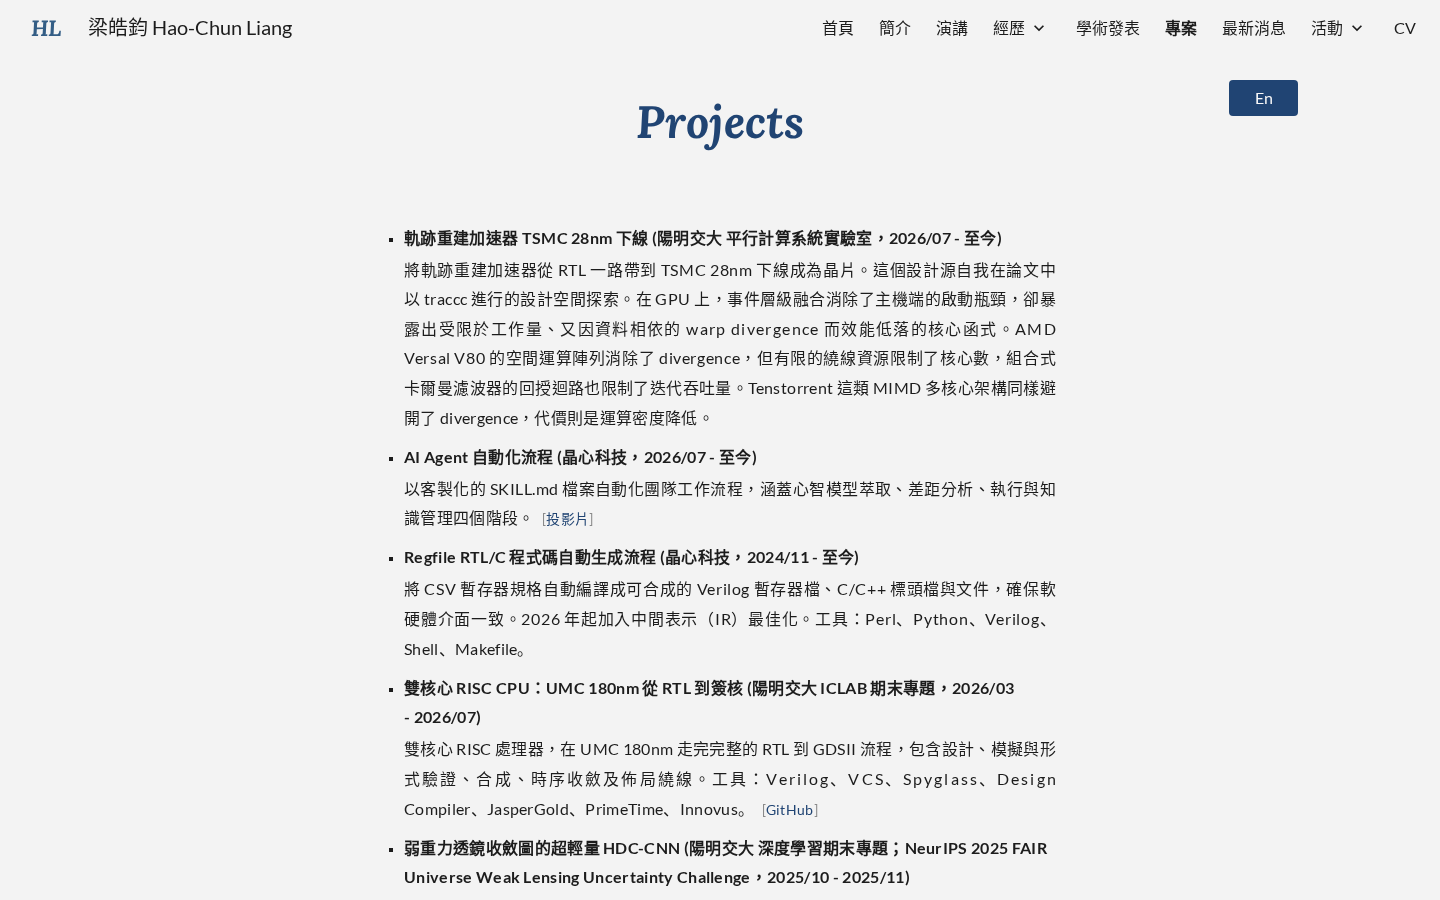 HL 梁皓鈞 Hao-Chun Liang 首頁 簡介 演講 經歷 學術發表 專案 最新消息 活動 CV
En
Projects
軌跡重建加速器 TSMC 28nm 下線 (陽明交大 平行計算系統實驗室，2026/07 - 至今)
將軌跡重建加速器從 RTL 一路帶到 TSMC 28nm 下線成為晶片。這個設計源自我在論文中
以 traccc 進行的設計空間探索。在 GPU 上，事件層級融合消除了主機端的啟動瓶頸，卻暴
露出受限於工作量、又因資料相依的 warp divergence 而效能低落的核心函式。AMD
Versal V80 的空間運算陣列消除了 divergence，但有限的繞線資源限制了核心數，組合式
卡爾曼濾波器的回授迴路也限制了迭代吞吐量。Tenstorrent 這類 MIMD 多核心架構同樣避
開了 divergence，代價則是運算密度降低。
AI Agent 自動化流程 (晶心科技，2026/07 - 至今)
以客製化的 SKILL.md 檔案自動化團隊工作流程，涵蓋心智模型萃取、差距分析、執行與知
識管理四個階段。 [投影片]
Regfile RTL/C 程式碼自動生成流程 (晶心科技，2024/11 - 至今)
將 CSV 暫存器規格自動編譯成可合成的 Verilog 暫存器檔、C/C++ 標頭檔與文件，確保軟
硬體介面一致。2026 年起加入中間表示（IR）最佳化。工具：Perl、Python、Verilog、
Shell、Makefile。
雙核心 RISC CPU：UMC 180nm 從 RTL 到簽核 (陽明交大 ICLAB 期末專題，2026/03
- 2026/07)
雙核心 RISC 處理器，在 UMC 180nm 走完完整的 RTL 到 GDSII 流程，包含設計、模擬與形
式驗證、合成、時序收斂及佈局繞線。工具：Verilog、VCS、Spyglass、Design
Compiler、JasperGold、PrimeTime、Innovus。 [GitHub]
弱重力透鏡收斂圖的超輕量 HDC-CNN (陽明交大 深度學習期末專題；NeurIPS 2025 FAIR
Universe Weak Lensing Uncertainty Challenge，2025/10 - 2025/11)